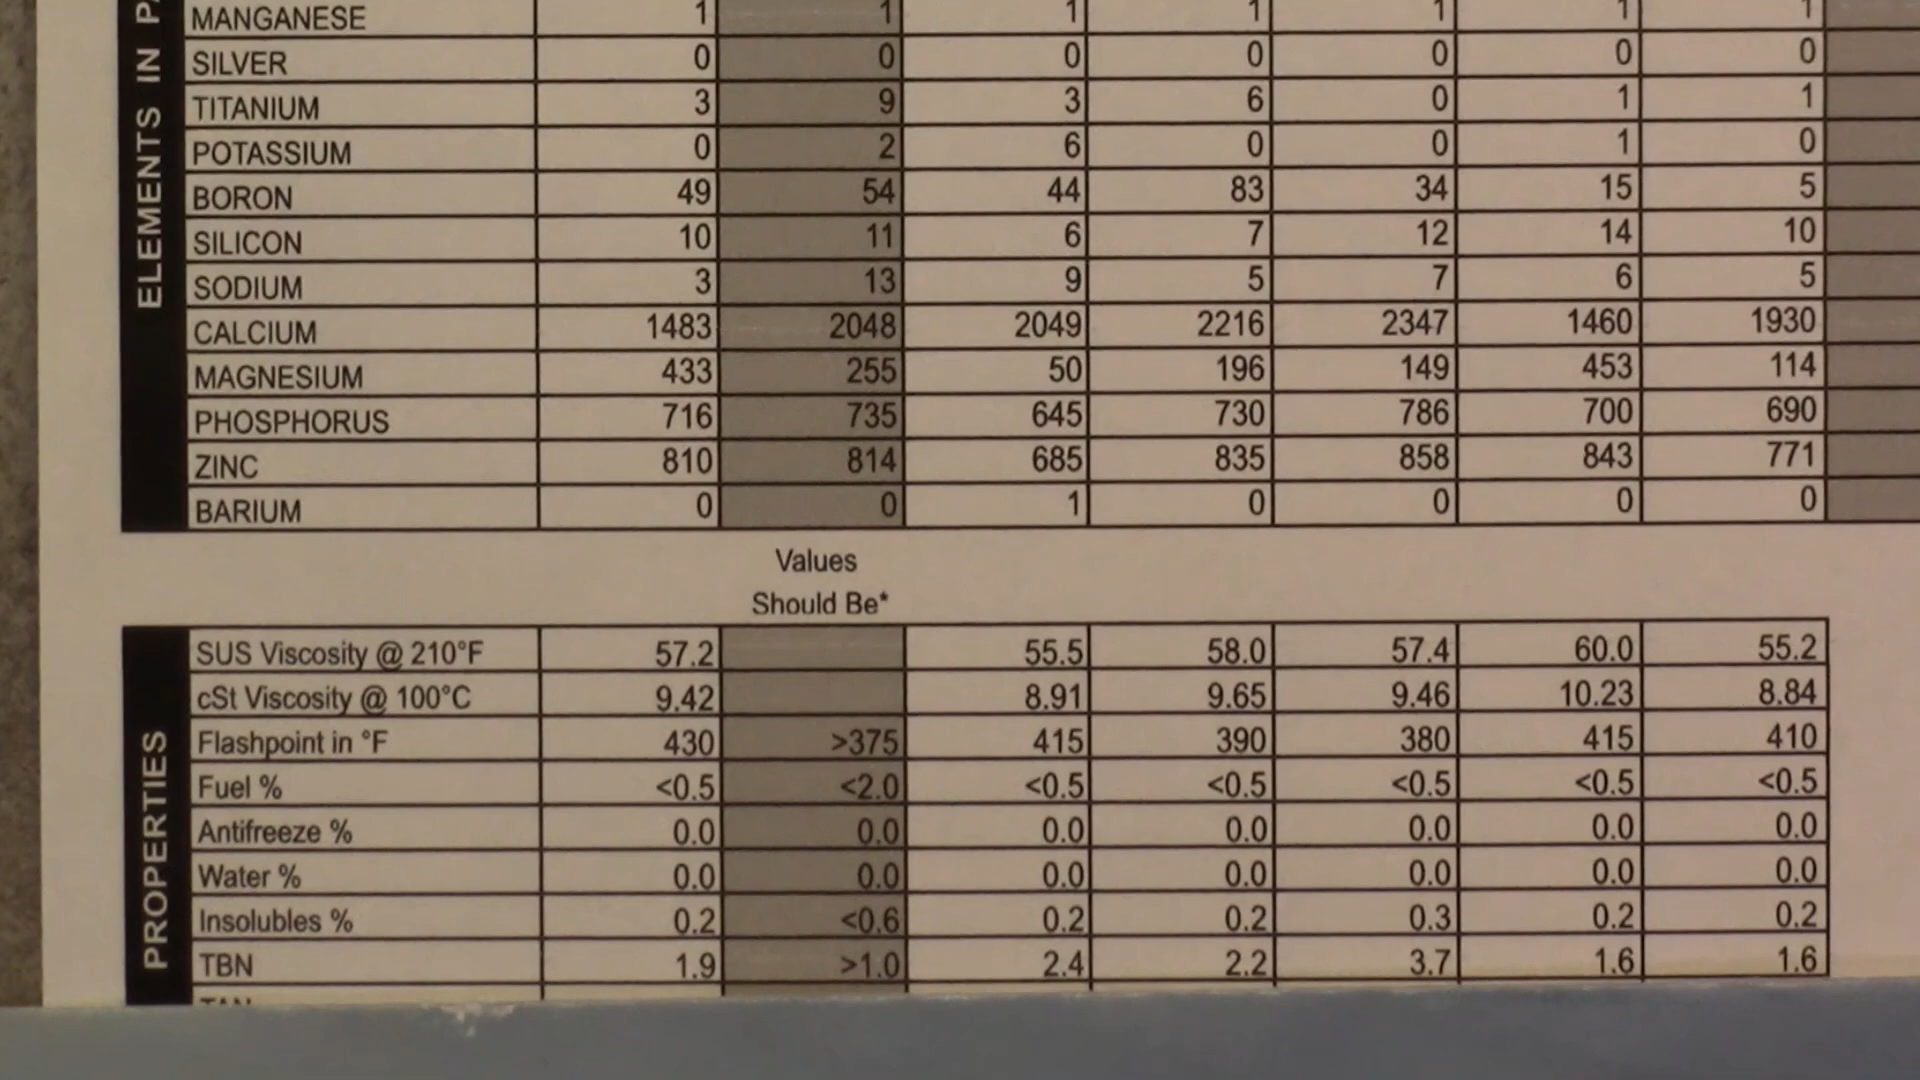 ELEMENTS IN
MANGANESE 1 1 1 1 1 1 1
SILVER 0 0 0 0 0 0 0
TITANIUM 3 9 3 6 0 1 1
POTASSIUM 0 2 6 0 0 1 0
BORON 49 54 44 83 34 15 5
SILICON 10 11 6 7 12 14 10
SODIUM 3 13 9 5 7 6 5
CALCIUM 1483 2048 2049 2216 2347 1460 1930
MAGNESIUM 433 255 50 196 149 453 114
PHOSPHORUS 716 735 645 730 786 700 690
ZINC 810 814 685 835 858 843 771
BARIUM 0 0 1 0 0 0 0
Values
Should Be*
PROPERTIES
SUS Viscosity @ 210°F 57.2 55.5 58.0 57.4 60.0 55.2
cSt Viscosity @ 100°C 9.42 8.91 9.65 9.46 10.23 8.84
Flashpoint in °F 430 >375 415 390 380 415 410
Fuel % <0.5 <2.0 <0.5 <0.5 <0.5 <0.5 <0.5
Antifreeze % 0.0 0.0 0.0 0.0 0.0 0.0 0.0
Water % 0.0 0.0 0.0 0.0 0.0 0.0 0.0
Insolubles % 0.2 <0.6 0.2 0.2 0.3 0.2 0.2
TBN 1.9 >1.0 2.4 2.2 3.7 1.6 1.6